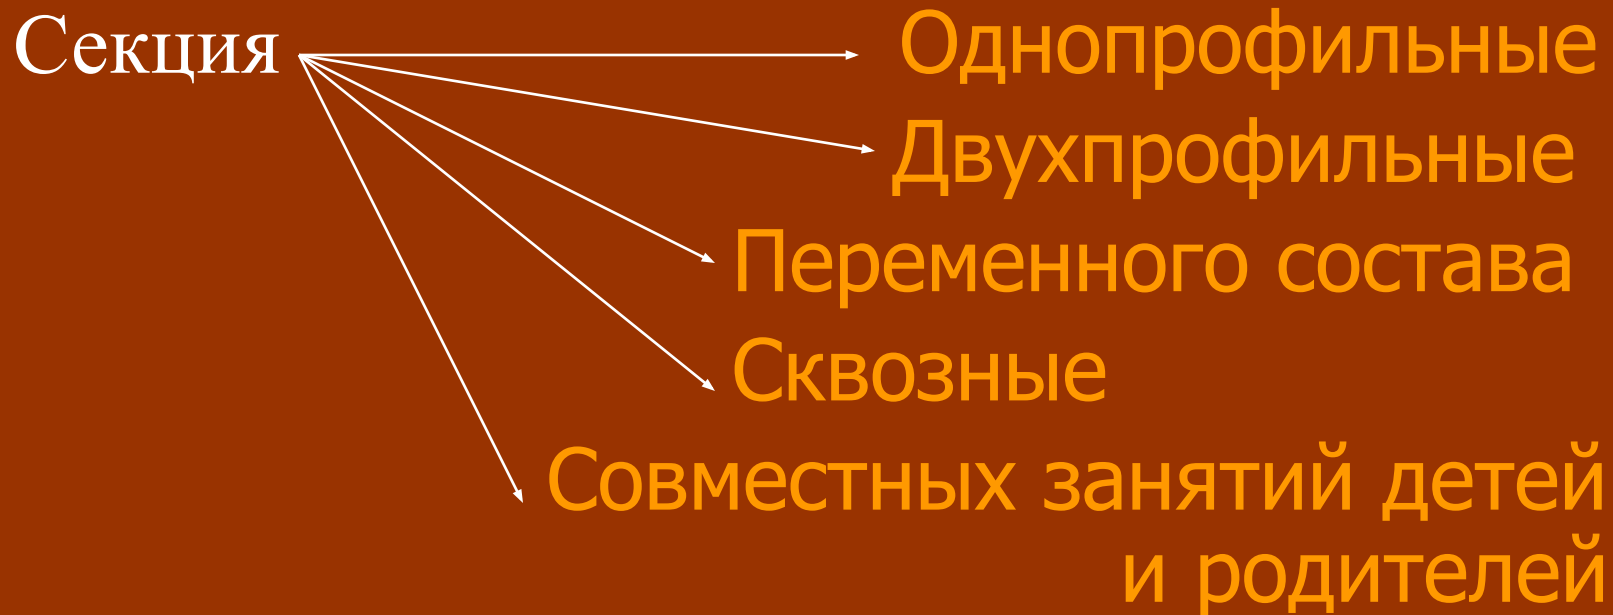 Секция
Однопрофильные
Двухпрофильные
Переменного состава
Сквозные
Совместных занятий детей
и родителей